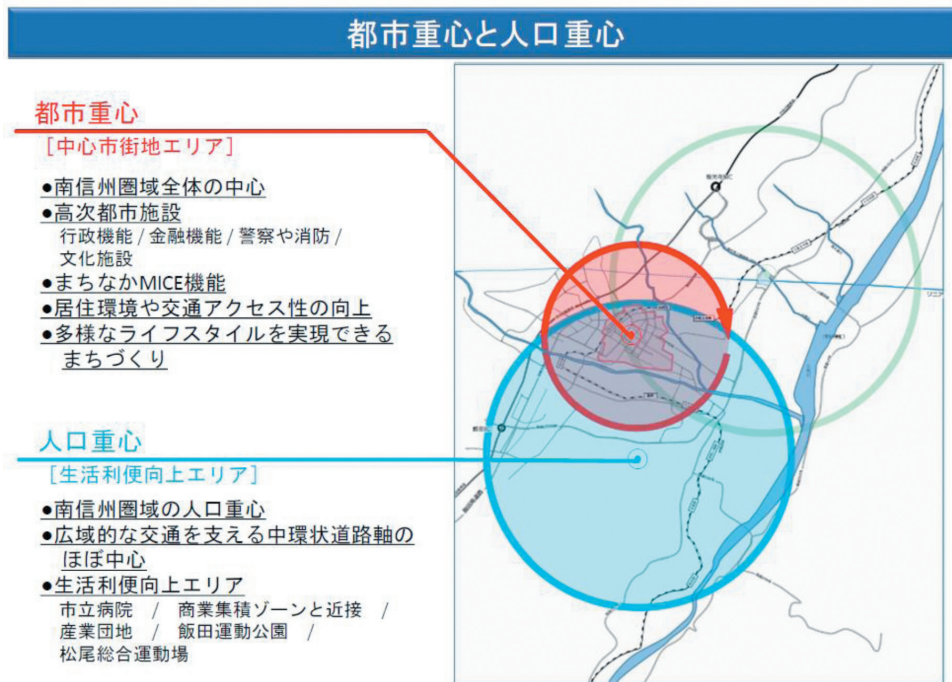 都市重心と人口重心
都市重心
［中心市街地エリア］
●南信州圏域全体の中心
●高次都市施設
行政機能 / 金融機能 / 警察や消防 /
文化施設
●まちなかMICE機能
●居住環境や交通アクセス性の向上
●多様なライフスタイルを実現できる
まちづくり
人口重心
［生活利便向上エリア］
●南信州圏域の人口重心
●広域的な交通を支える中環状道路軸の
ほぼ中心
●生活利便向上エリア
市立病院 / 商業集積ゾーンと近接 /
産業団地 / 飯田運動公園 /
松尾総合運動場
リニア